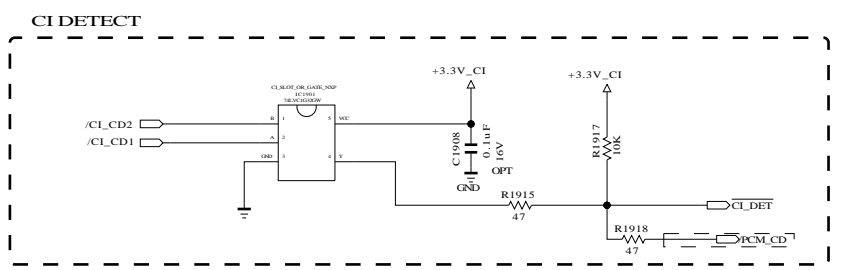 CI DETECT
+3.3V_CI
+3.3V_CI
CI_SLOT_OR_GATE_NXP
IC1901
74LVC1G32GW
/CI_CD2
B
1
5
VCC
/CI_CD1
A
2
GND
3
4
Y
C1908
0.1uF
16V
OPT
GND
R1917
10K
R1915
47
CI_DET
R1918
47
/PCM_CD